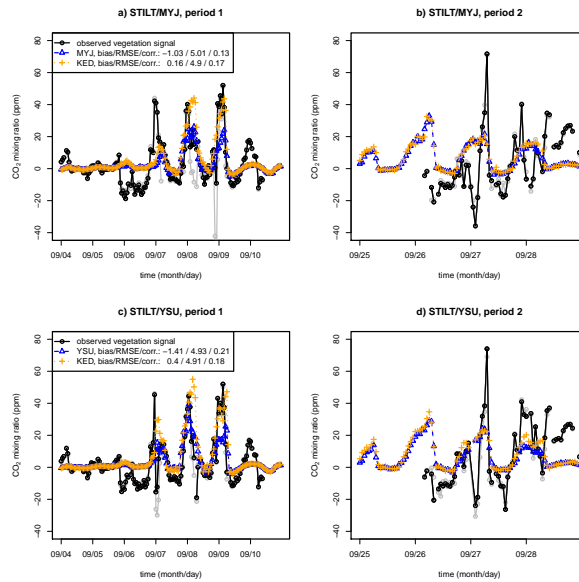 a) STILT/MYJ, period 1
observed vegetation signal
MYJ, bias/RMSE/corr.: −1.03 / 5.01 / 0.13
KED, bias/RMSE/corr.: 0.16 / 4.9 / 0.17
CO2 mixing ratio (ppm)
80
60
40
20
0
−20
−40
09/04 09/05 09/06 09/07 09/08 09/09 09/10
time (month/day)
b) STILT/MYJ, period 2
CO2 mixing ratio (ppm)
80
60
40
20
0
−20
−40
09/25 09/26 09/27 09/28
time (month/day)
c) STILT/YSU, period 1
observed vegetation signal
YSU, bias/RMSE/corr.: −1.41 / 4.93 / 0.21
KED, bias/RMSE/corr.: 0.4 / 4.91 / 0.18
CO2 mixing ratio (ppm)
80
60
40
20
0
−20
−40
09/04 09/05 09/06 09/07 09/08 09/09 09/10
time (month/day)
d) STILT/YSU, period 2
CO2 mixing ratio (ppm)
80
60
40
20
0
−20
−40
09/25 09/26 09/27 09/28
time (month/day)